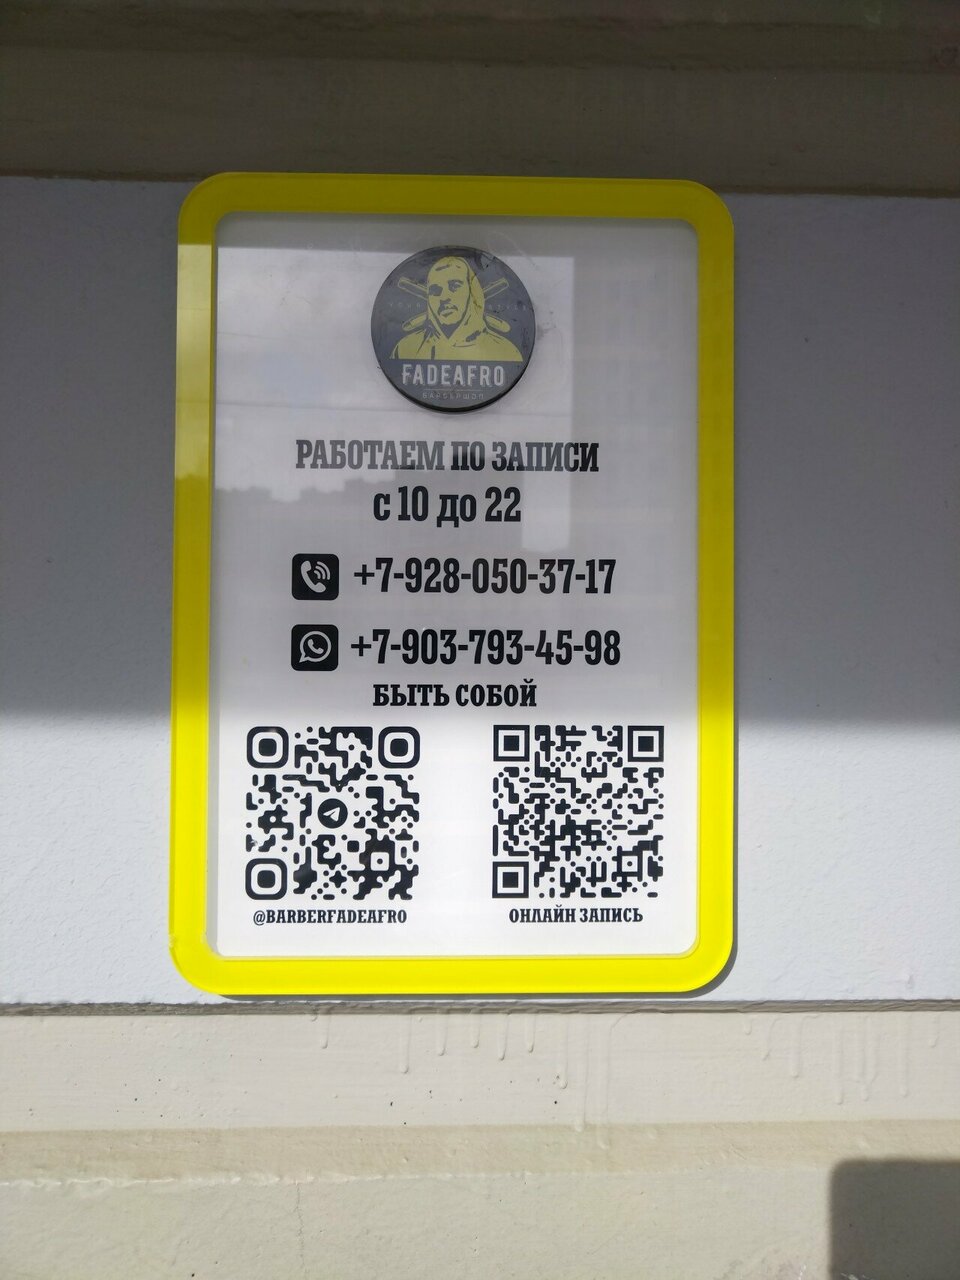 FADEAFRO
БАРБЕРШОП
РАБОТАЕМ ПО ЗАПИСИ
с 10 до 22
+7-928-050-37-17
+7-903-793-45-98
БЫТЬ СОБОЙ
@BARBERFADEAFRO
ОНЛАЙН ЗАПИСЬ